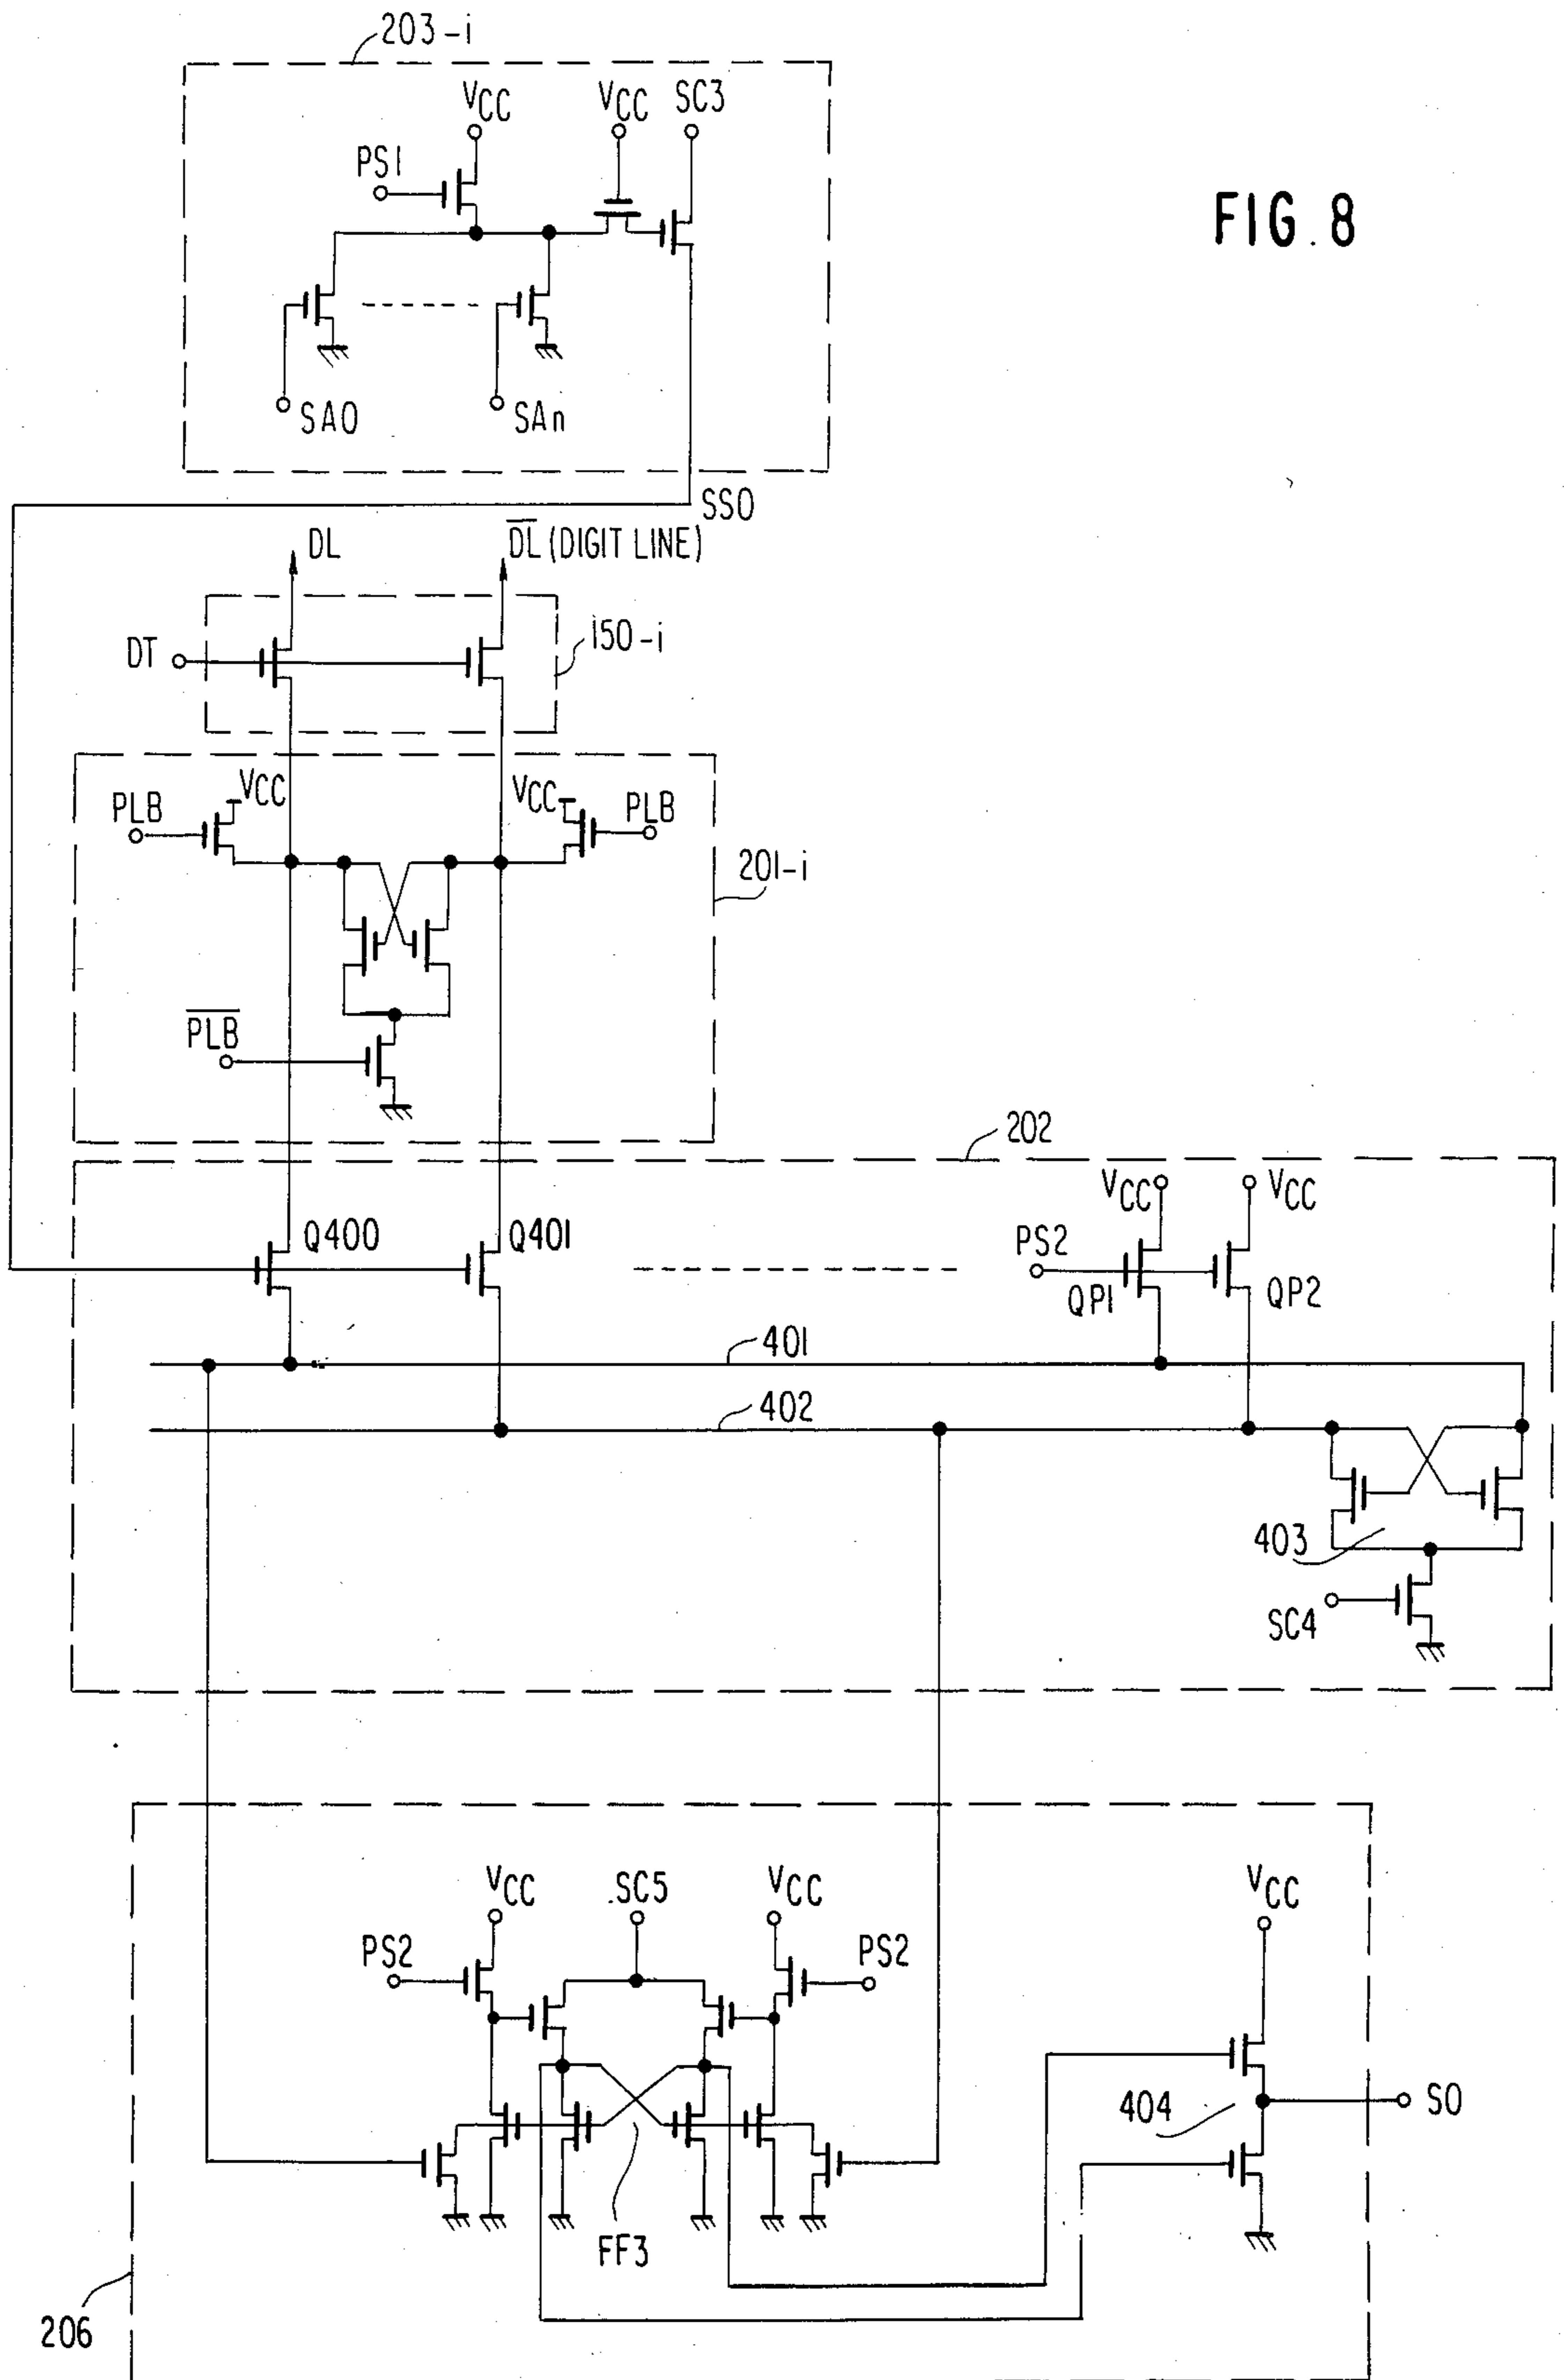 203-i
VCC VCC SC3
PS1
FIG. 8
SA0 SAn
SS0
DL DL (DIGIT LINE)
DT
150-i
PLB VCC VCC PLB
201-i
PLB
202
VCC VCC
Q400 Q401 PS2
QP1 QP2
401
402
403
SC4
VCC SC5 VCC VCC
PS2 PS2
404 SO
FF3
206